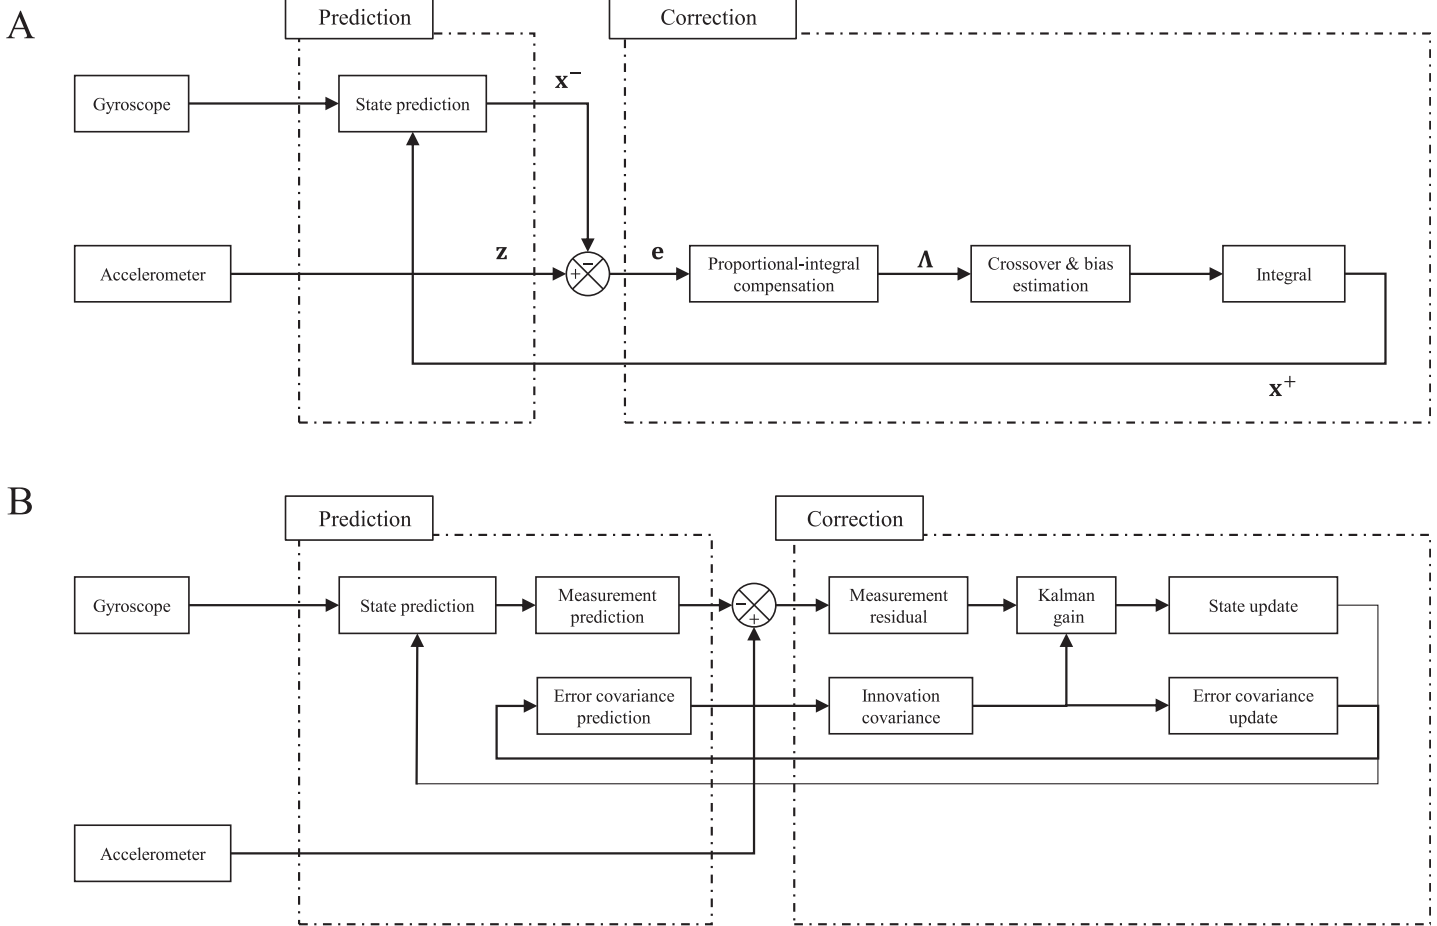 A
Prediction
Correction
Gyroscope
State prediction
x⁻
Accelerometer
z
−
+
e
Proportional-integral
compensation
Λ
Crossover & bias
estimation
Integral
x⁺
B
Prediction
Correction
Gyroscope
State prediction
Measurement
prediction
−
+
Measurement
residual
Kalman
gain
State update
Error covariance
prediction
Innovation
covariance
Error covariance
update
Accelerometer